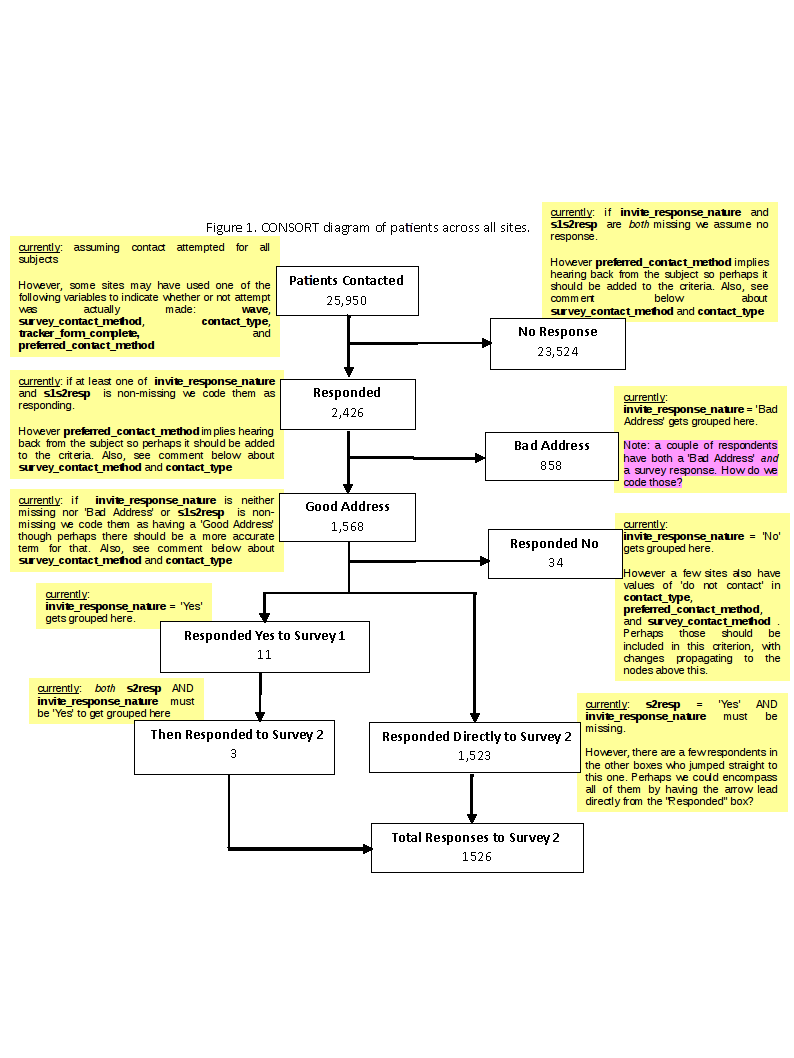 Figure 1. CONSORT diagram of patients across all sites.
currently: assuming contact attempted for all
subjects
However, some sites may have used one of the
following variables to indicate whether or not attempt
was actually made: wave,
survey_contact_method, contact_type,
tracker_form_complete, and
preferred_contact_method
currently: if invite_response_nature and
s1s2resp are both missing we assume no
response.
However preferred_contact_method implies
hearing back from the subject so perhaps it
should be added to the criteria. Also, see
comment below about
survey_contact_method and contact_type
Patients Contacted
25,950
No Response
23,524
currently: if at least one of invite_response_nature
and s1s2resp is non-missing we code them as
responding.
However preferred_contact_method implies hearing
back from the subject so perhaps it should be added
to the criteria. Also, see comment below about
survey_contact_method and contact_type
Responded
2,426
currently:
invite_response_nature = 'Bad
Address' gets grouped here.
Note: a couple of respondents
have both a 'Bad Address' and
a survey response. How do we
code those?
Bad Address
858
currently: if invite_response_nature is neither
missing nor 'Bad Address' or s1s2resp is non-
missing we code them as having a 'Good Address'
though perhaps there should be a more accurate
term for that. Also, see comment below about
survey_contact_method and contact_type
Good Address
1,568
Responded No
34
currently:
invite_response_nature = 'No'
gets grouped here.
However a few sites also have
values of 'do not contact' in
contact_type,
preferred_contact_method,
and survey_contact_method .
Perhaps those should be
included in this criterion, with
changes propagating to the
nodes above this.
currently:
invite_response_nature = 'Yes'
gets grouped here.
Responded Yes to Survey 1
11
currently: both s2resp AND
invite_response_nature must
be 'Yes' to get grouped here
Then Responded to Survey 2
3
Responded Directly to Survey 2
1,523
currently: s2resp = 'Yes' AND
invite_response_nature must be
missing.
However, there are a few respondents in
the other boxes who jumped straight to
this one. Perhaps we could encompass
all of them by having the arrow lead
directly from the "Responded" box?
Total Responses to Survey 2
1526